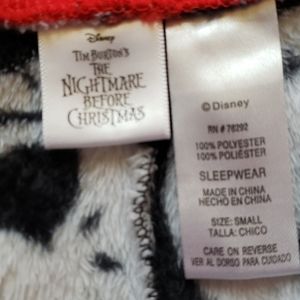 Disney
TIM BURTON'S
THE
NIGHTMARE
BEFORE
CHRISTMAS
©Disney
RN # 76292
100% POLYESTER
100% POLIÉSTER
SLEEPWEAR
MADE IN CHINA
HECHO EN CHINA
SIZE: SMALL
TALLA: CHICO
CARE ON REVERSE
VER AL DORSO PARA CUIDADO